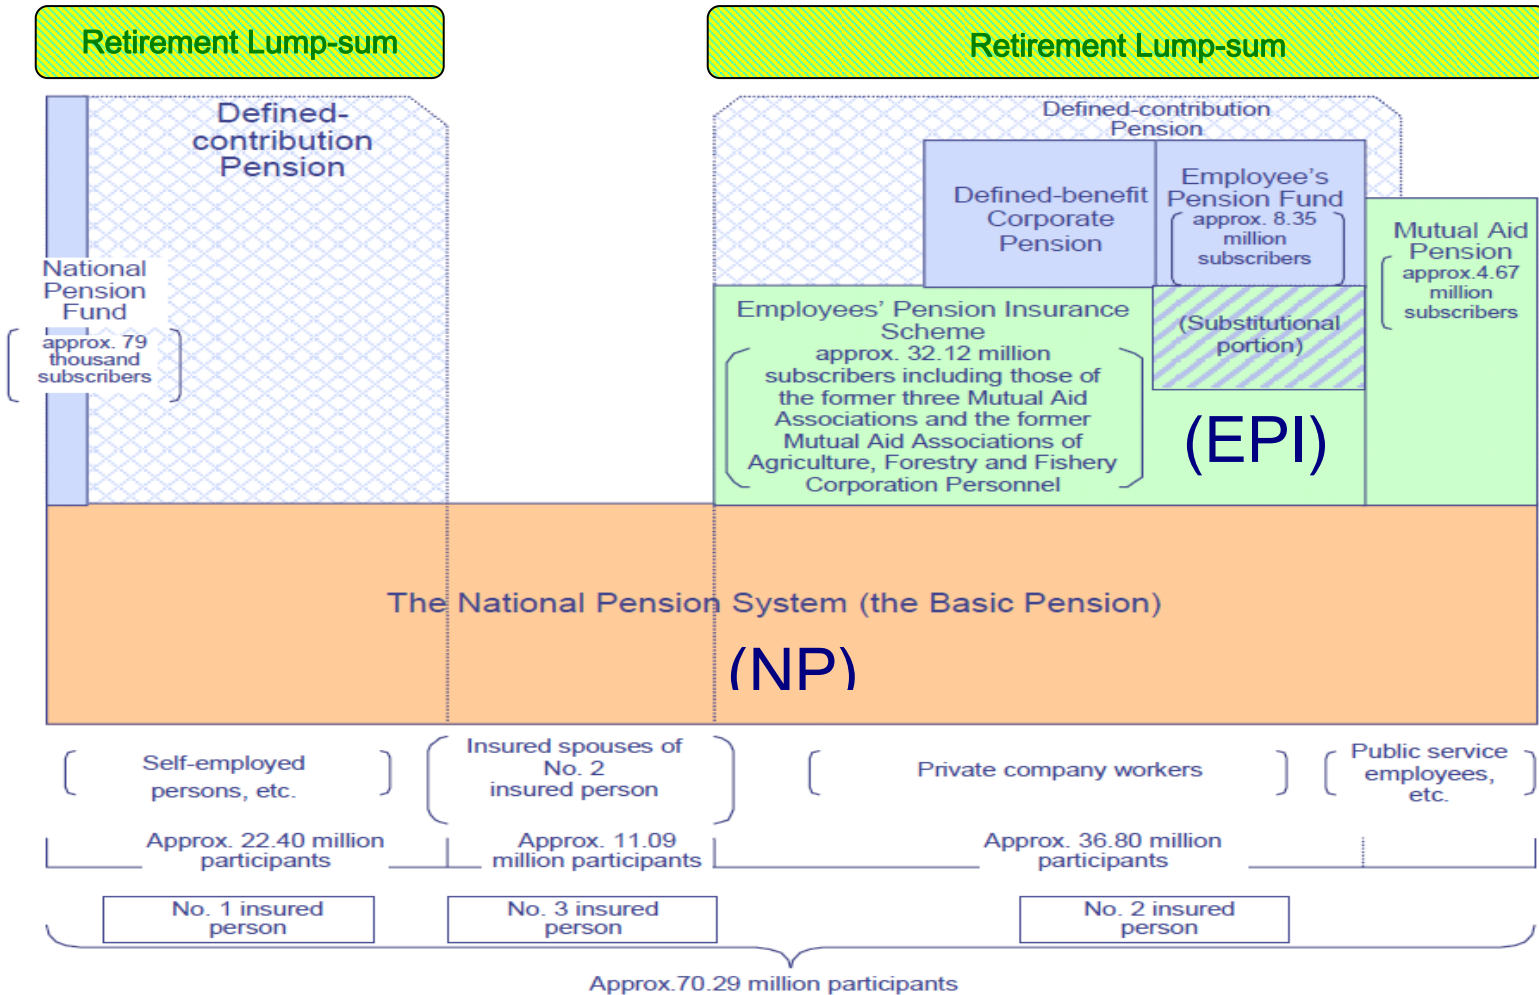 Retirement Lump-sum
Retirement Lump-sum
Defined-
contribution
Pension
National
Pension
Fund
approx. 79
thousand
subscribers
Defined-contribution
Pension
Defined-benefit
Corporate
Pension
Employee's
Pension Fund
approx. 8.35
million
subscribers
Mutual Aid
Pension
approx.4.67
million
subscribers
Employees' Pension Insurance
Scheme
approx. 32.12 million
subscribers including those of
the former three Mutual Aid
Associations and the former
Mutual Aid Associations of
Agriculture, Forestry and Fishery
Corporation Personnel
(Substitutional
portion)
(EPI)
The National Pension System (the Basic Pension)
(NP)
Self-employed
persons, etc.
Insured spouses of
No. 2
insured person
Private company workers
Public service
employees,
etc.
Approx. 22.40 million
participants
Approx. 11.09
million participants
Approx. 36.80 million
participants
No. 1 insured
person
No. 3 insured
person
No. 2 insured
person
Approx.70.29 million participants